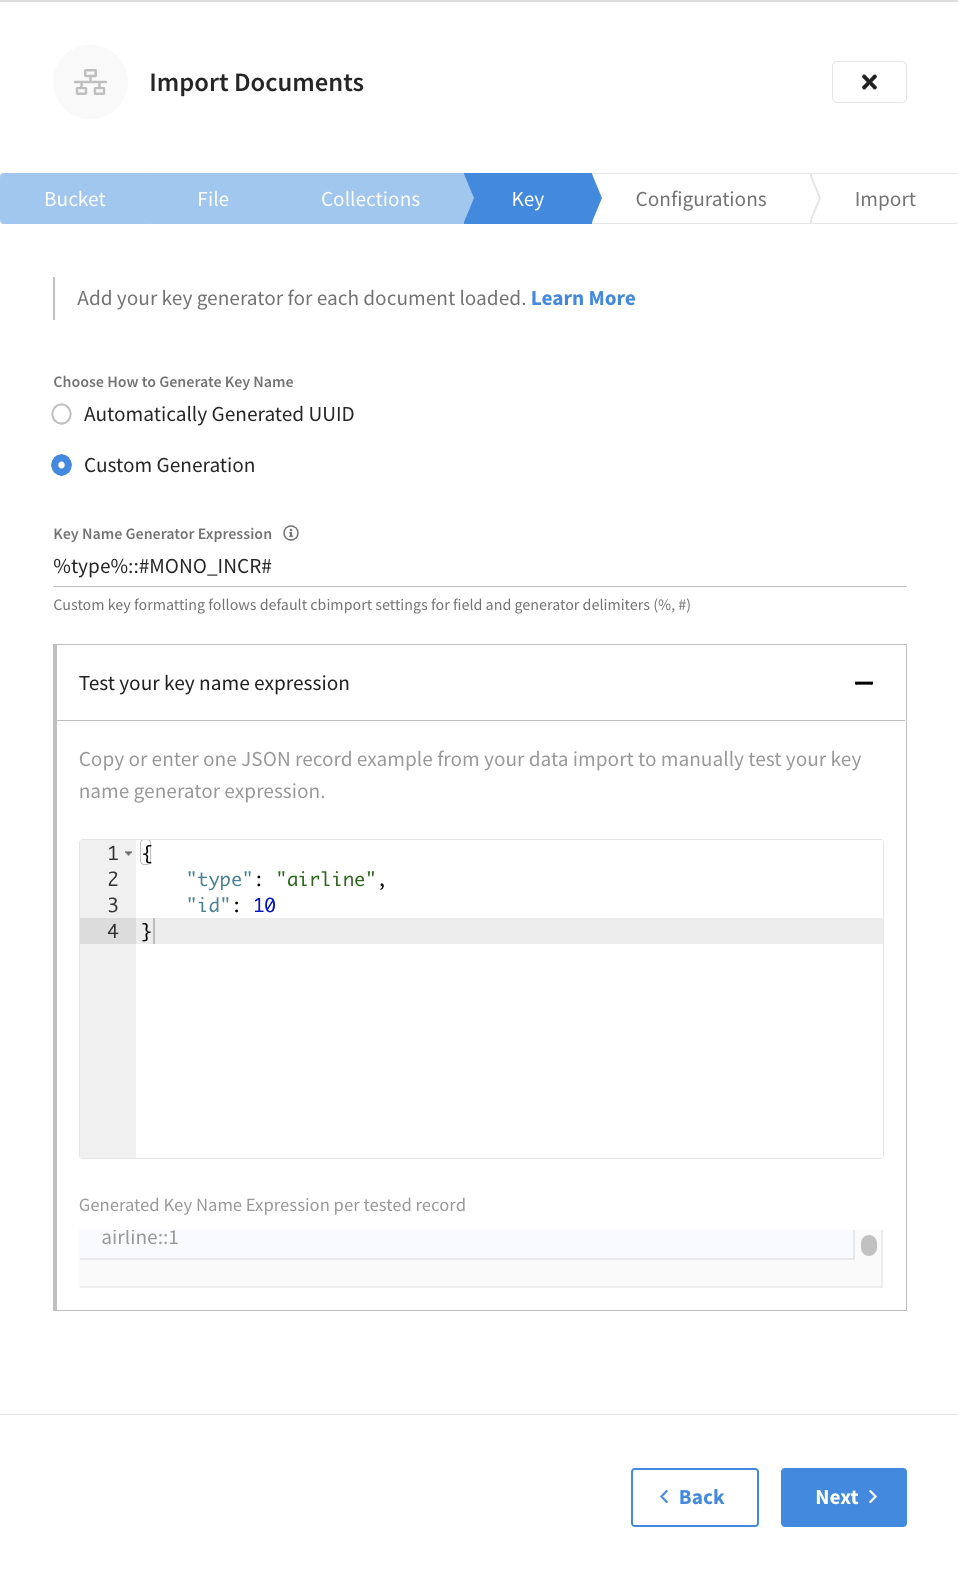 Import Documents
Bucket File Collections Key Configurations Import
Add your key generator for each document loaded. Learn More
Choose How to Generate Key Name
Automatically Generated UUID
Custom Generation
Key Name Generator Expression
%type%::#MONO_INCR#
Custom key formatting follows default cbimport settings for field and generator delimiters (%, #)
Test your key name expression
Copy or enter one JSON record example from your data import to manually test your key
name generator expression.
1 {
2 "type": "airline",
3 "id": 10
4 }
Generated Key Name Expression per tested record
airline::1
Back Next